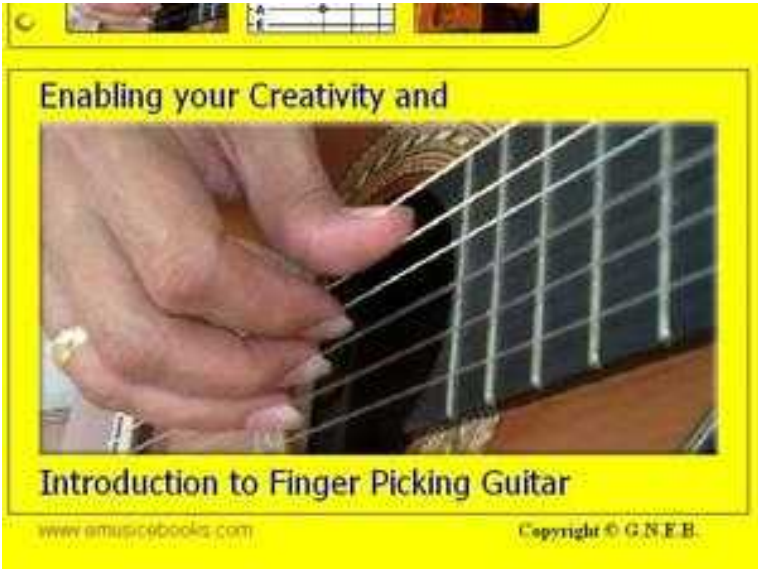 A
E
Enabling your Creativity and
Introduction to Finger Picking Guitar
www.emusicebooks.com
Copyright © G.N.F.B.